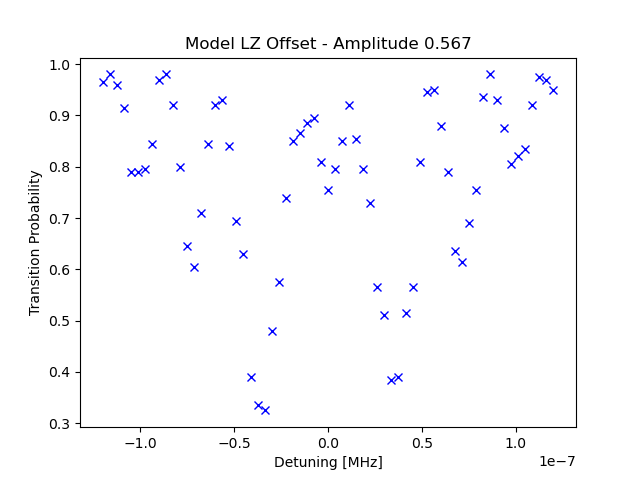 Model LZ Offset - Amplitude 0.567
1.0
0.9
0.8
0.7
0.6
0.5
0.4
0.3
Transition Probability
−1.0 −0.5 0.0 0.5 1.0
Detuning [MHz]
1e−7